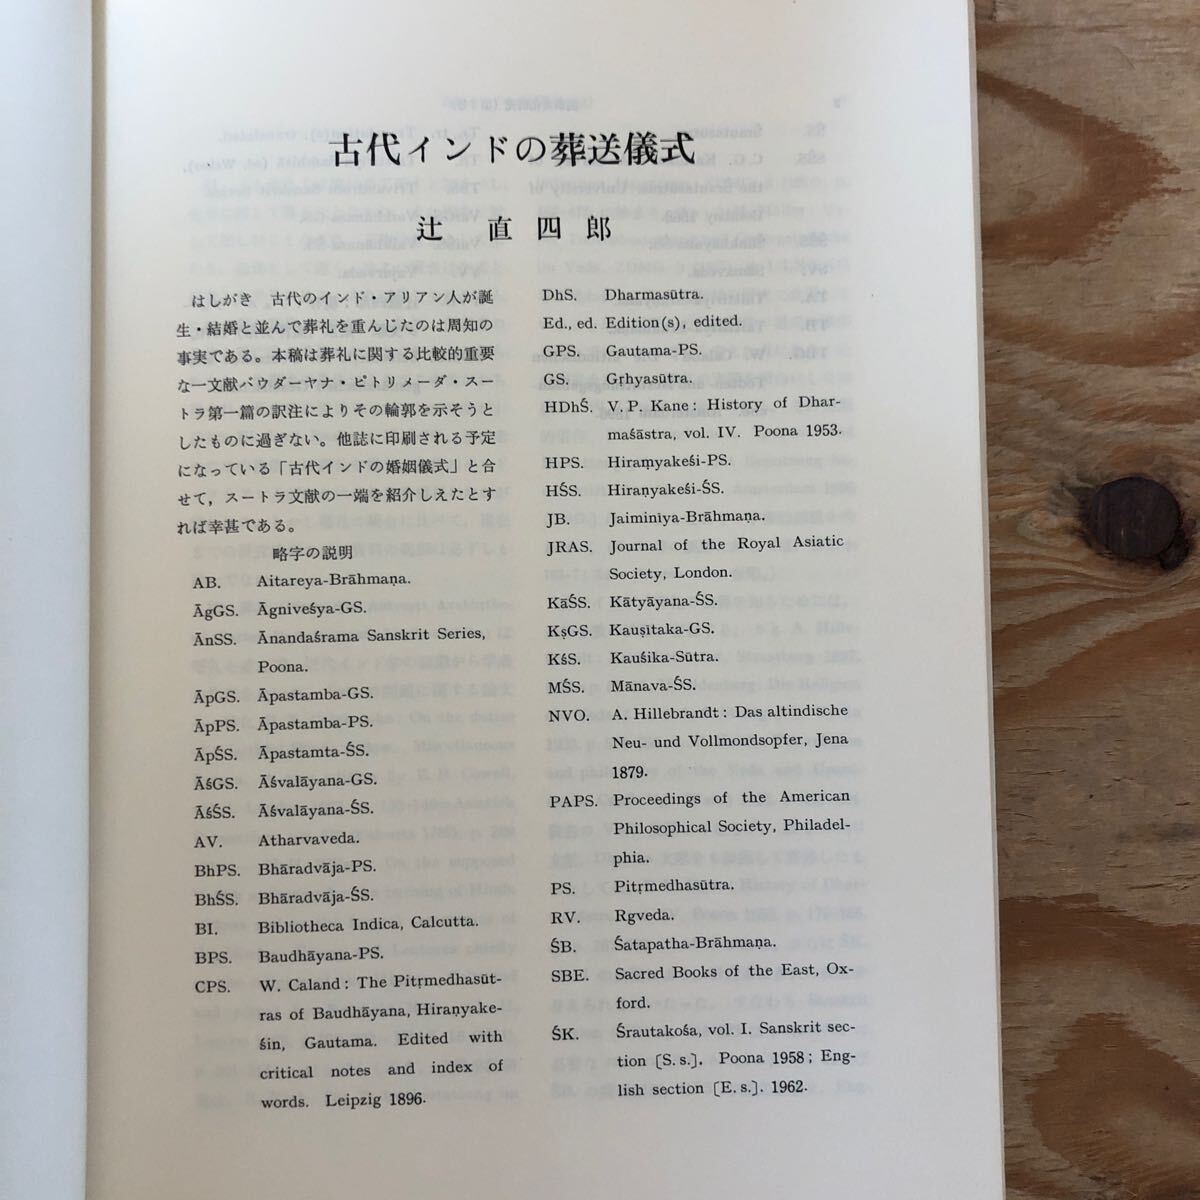 古代インドの葬送儀式
辻 直四郎
はしがき 古代のインド・アリアン人が誕
生・結婚と並んで葬礼を重んじたのは周知の
事実である。本稿は葬礼に関する比較的重要
な一文献バウダーヤナ・ピトリメーダ・スー
トラ第一篇の訳注によりその輪郭を示そうと
したものに過ぎない。他誌に印刷される予定
になっている「古代インドの婚姻儀式」と合
せて，スートラ文献の一端を紹介しえたとす
れば幸甚である。
略字の説明
AB. Aitareya-Brāhmaṇa.
ĀgGS. Āgniveśya-GS.
ĀnSS. Ānandaśrama Sanskrit Series,
Poona.
ĀpGS. Āpastamba-GS.
ĀpPS. Āpastamba-PS.
ĀpŚS. Āpastamta-ŚS.
ĀśGS. Āśvalāyana-GS.
ĀśŚS. Āśvalāyana-ŚS.
AV. Atharvaveda.
BhPS. Bhāradvāja-PS.
BhŚS. Bhāradvāja-ŚS.
BI. Bibliotheca Indica, Calcutta.
BPS. Baudhāyana-PS.
CPS. W. Caland: The Pitṛmedhasūt-
ras of Baudhāyana, Hiraṇyake-
śin, Gautama. Edited with
critical notes and index of
words. Leipzig 1896.
DhS. Dharmasūtra.
Ed., ed. Edition(s), edited.
GPS. Gautama-PS.
GS. Gṛhyasūtra.
HDhŚ. V. P. Kane: History of Dhar-
maśāstra, vol. IV. Poona 1953.
HPS. Hiraṃyakeśi-PS.
HŚS. Hiraṇyakeśi-ŚS.
JB. Jaiminīya-Brāhmaṇa.
JRAS. Journal of the Royal Asiatic
Society, London.
KāŚS. Kātyāyana-ŚS.
KṣGS. Kauṣītaka-GS.
KśS. Kauśika-Sūtra.
MŚS. Mānava-ŚS.
NVO. A. Hillebrandt: Das altindische
Neu- und Vollmondsopfer, Jena
1879.
PAPS. Proceedings of the American
Philosophical Society, Philadel-
phia.
PS. Pitṛmedhasūtra.
RV. Rgveda.
ŚB. Śatapatha-Brāhmaṇa.
SBE. Sacred Books of the East, Ox-
ford.
ŚK. Śrautakośa, vol. I. Sanskrit sec-
tion [S. s.]. Poona 1958; Eng-
lish section [E. s.]. 1962.